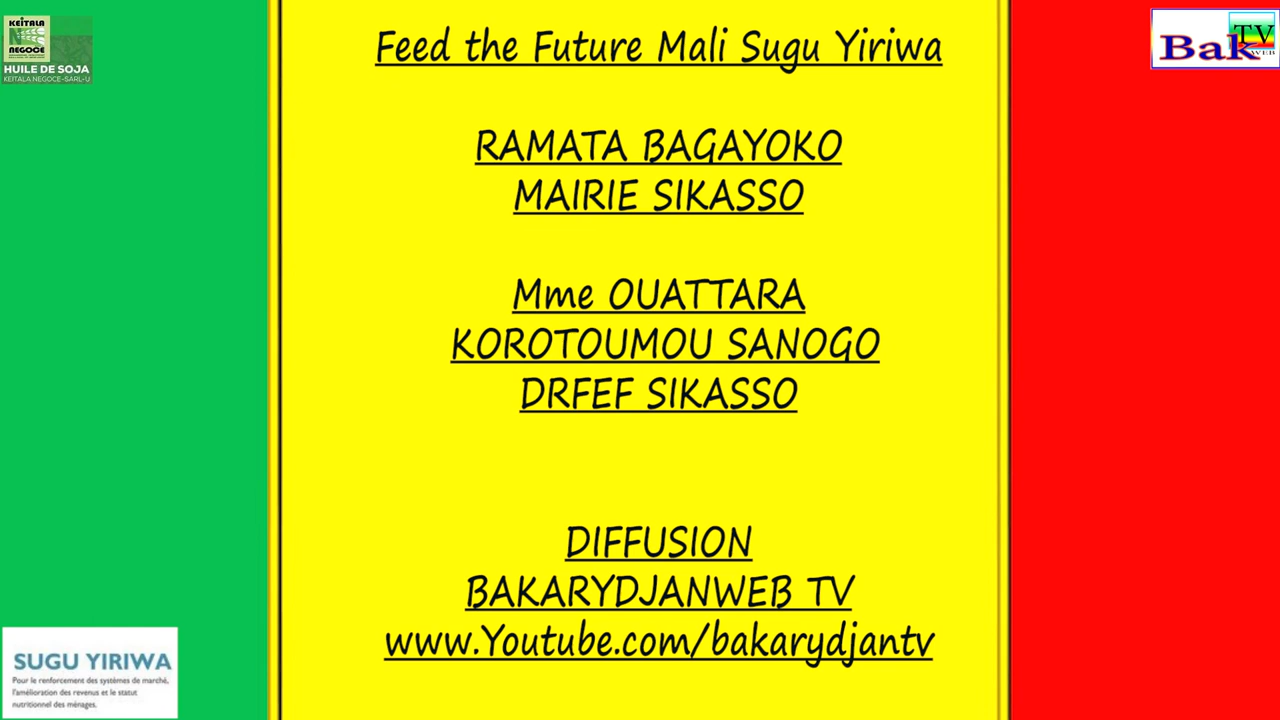 KEITALA
NEGOCE
HUILE DE SOJA
KEITALA NEGOCE-SARL-U
BakTV
WEB
Feed the Future Mali Sugu Yiriwa
RAMATA BAGAYOKO
MAIRIE SIKASSO
Mme OUATTARA
KOROTOUMOU SANOGO
DRFEF SIKASSO
DIFFUSION
BAKARYDJANWEB TV
www.Youtube.com/bakarydjantv
SUGU YIRIWA
Pour le renforcement des systèmes de marché,
l'amélioration des revenus et le statut
nutritionnel des ménages.